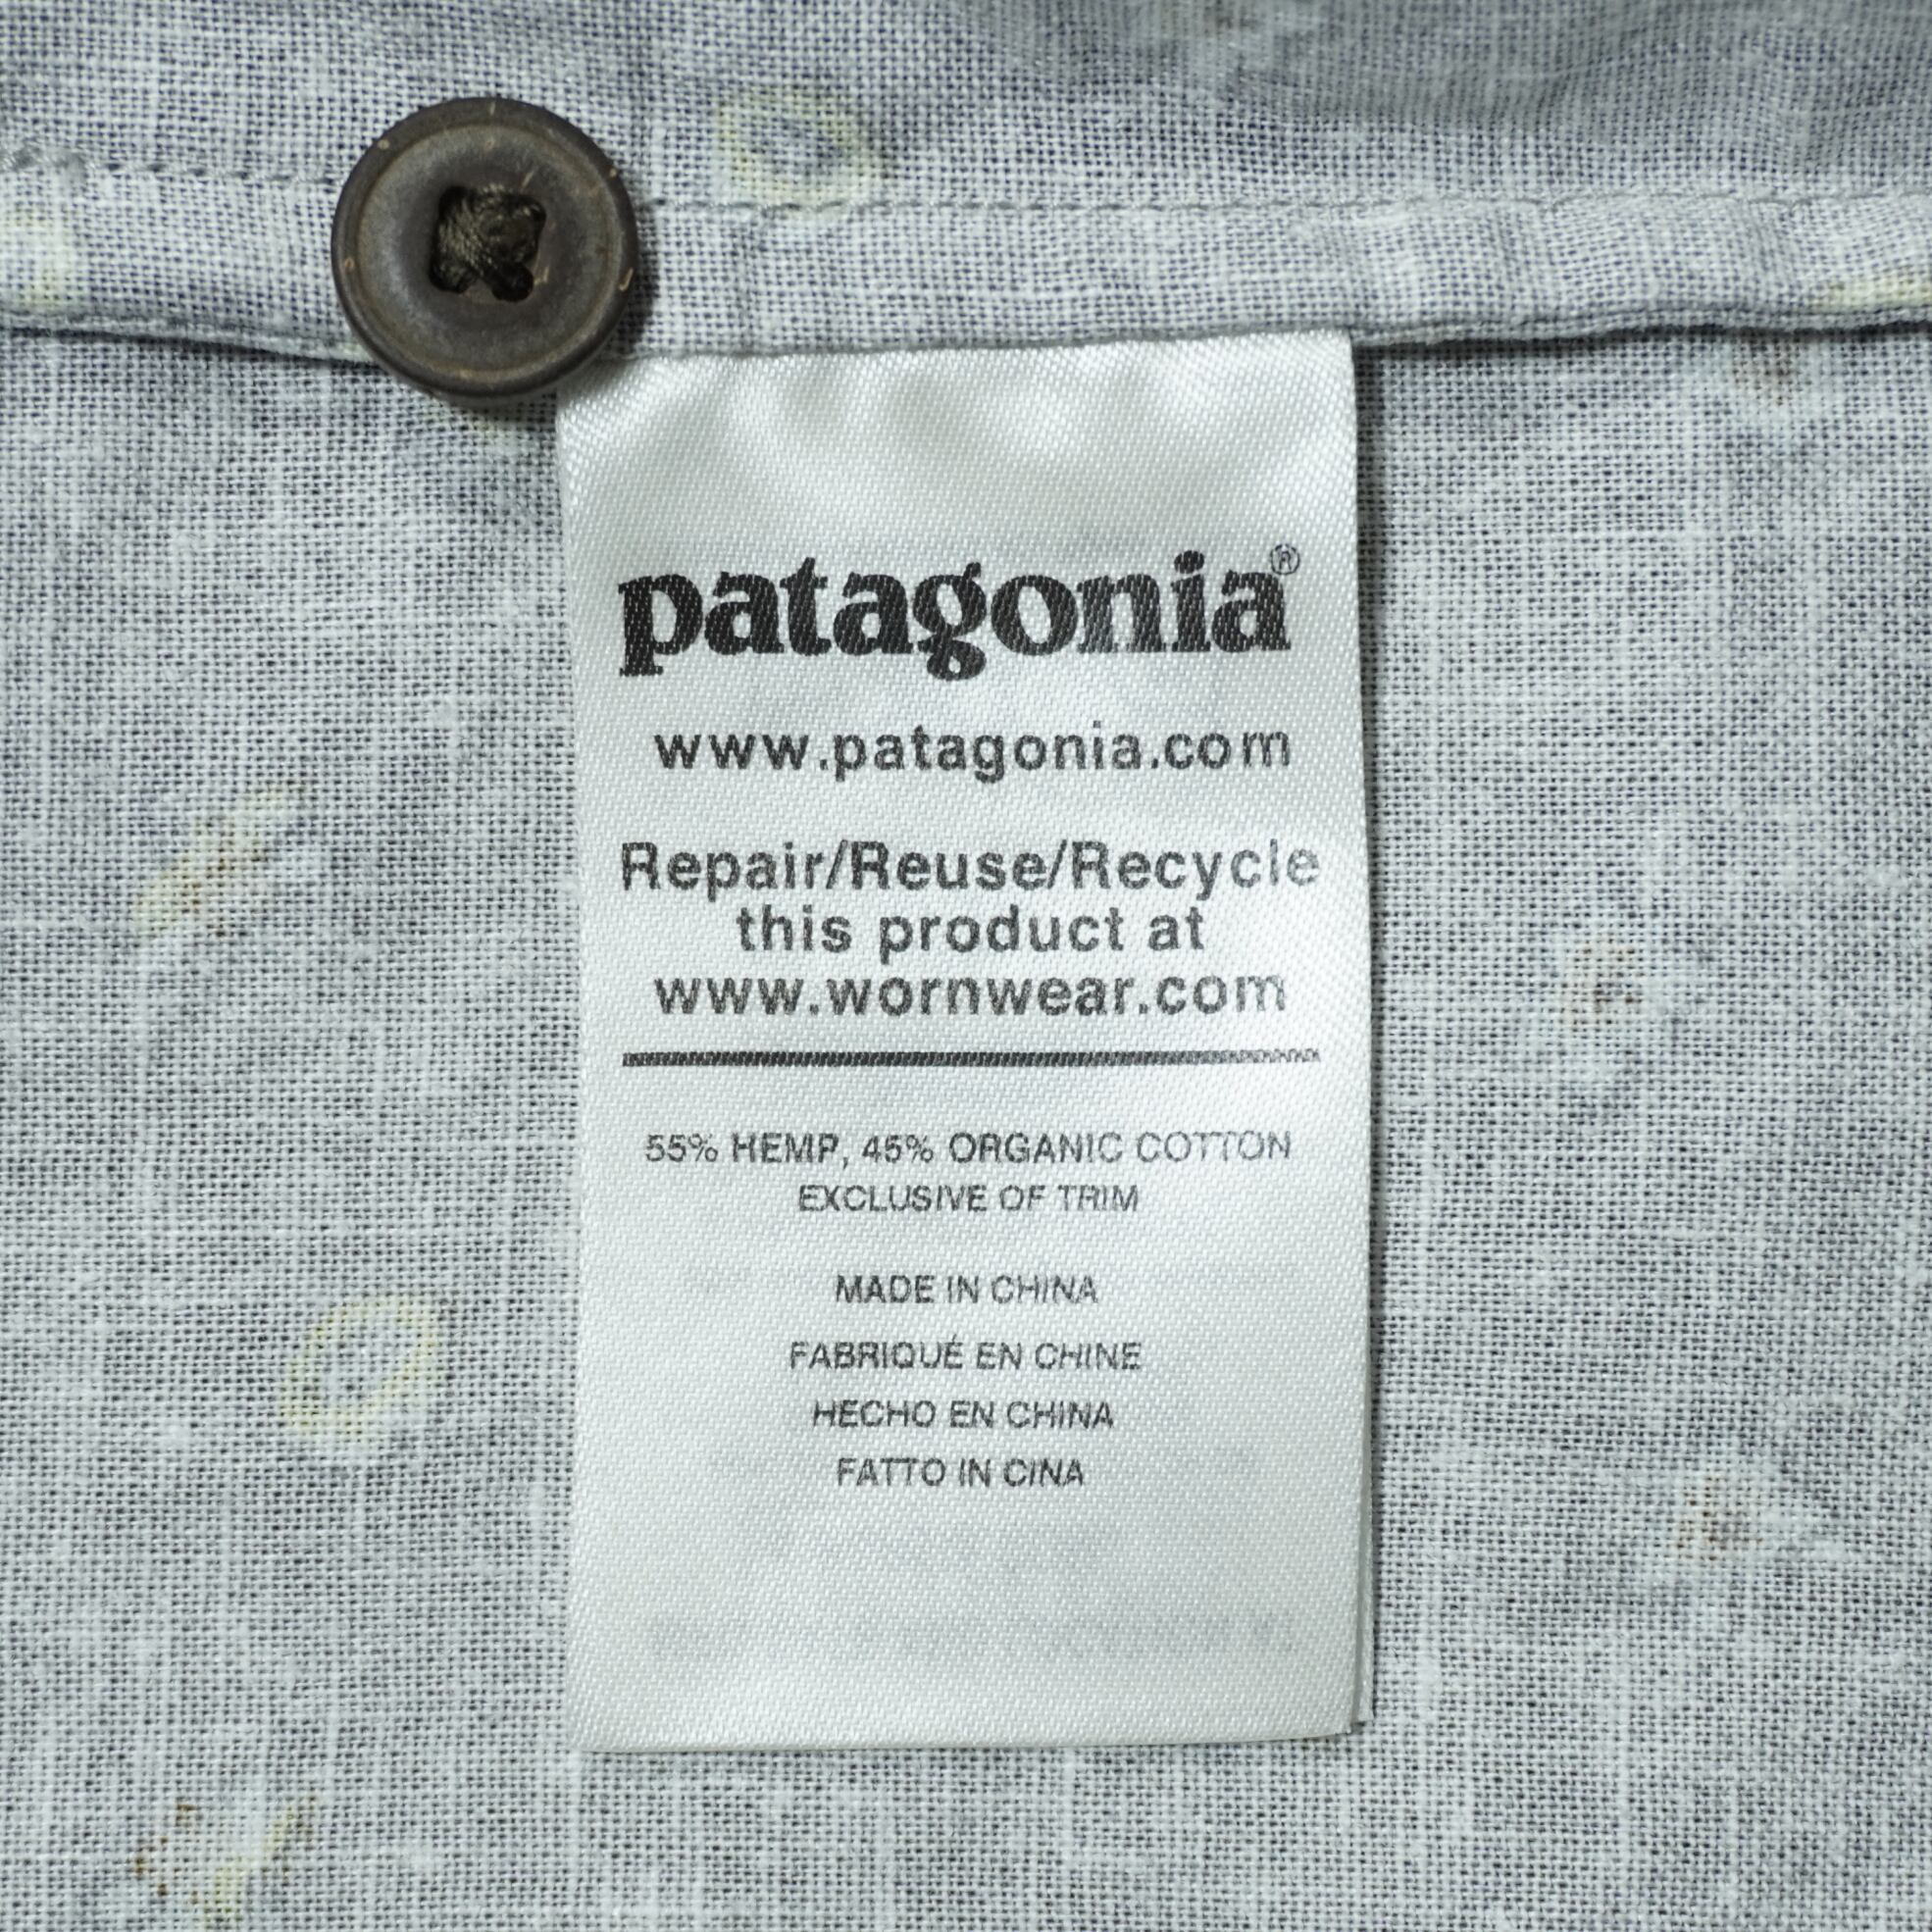 patagonia®
www.patagonia.com
Repair/Reuse/Recycle
this product at
www.wornwear.com
55% HEMP, 45% ORGANIC COTTON
EXCLUSIVE OF TRIM
MADE IN CHINA
FABRIQUÉ EN CHINE
HECHO EN CHINA
FATTO IN CINA